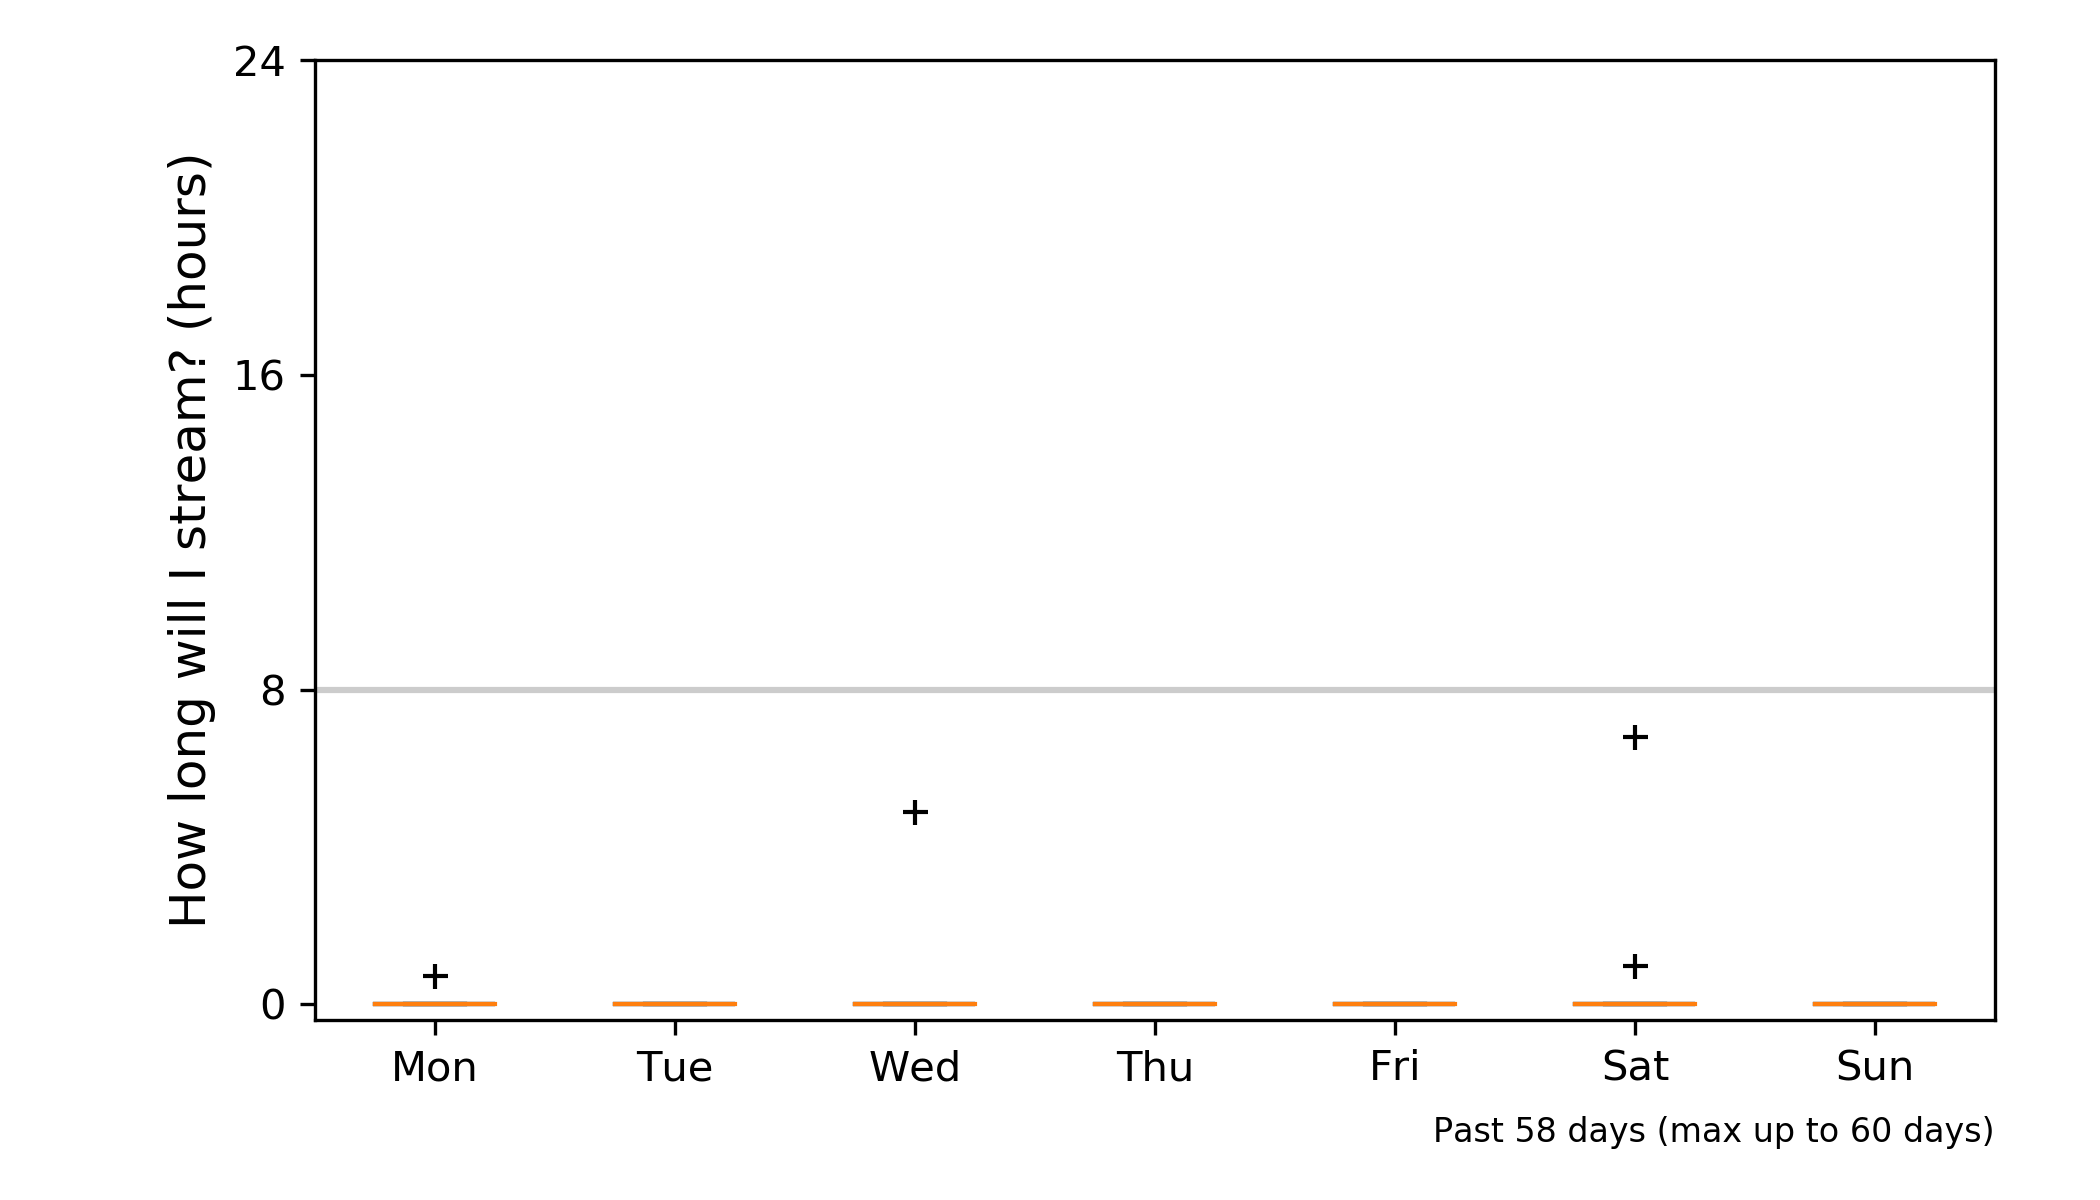 How long will I stream? (hours)
24
16
8
0
Mon Tue Wed Thu Fri Sat Sun
Past 58 days (max up to 60 days)